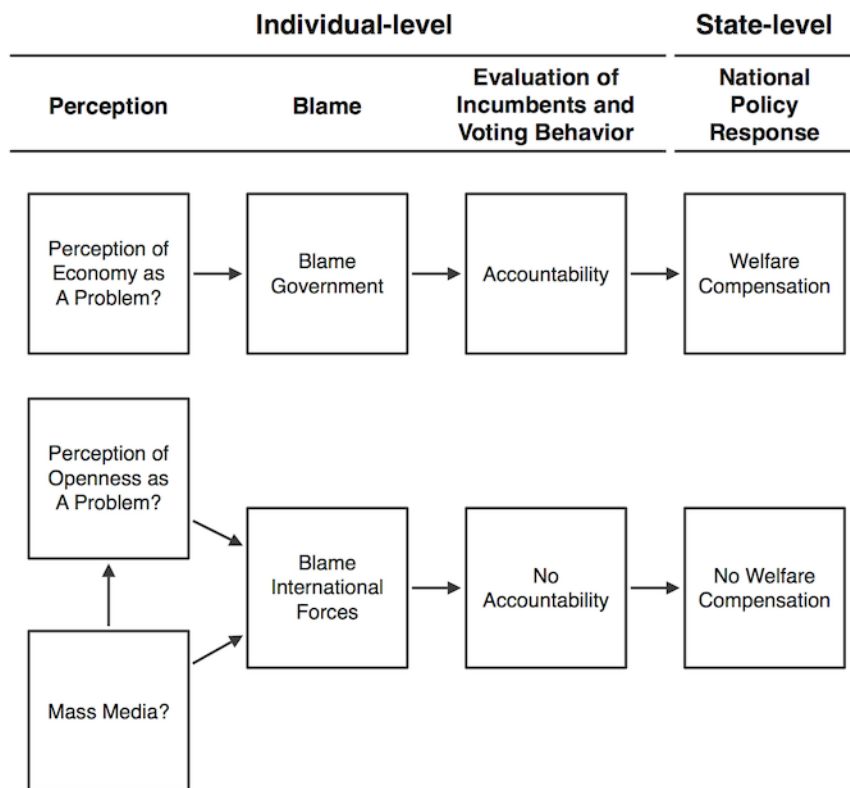 Individual-level
State-level
Perception
Blame
Evaluation of
Incumbents and
Voting Behavior
National
Policy
Response
Perception of
Economy as
A Problem?
Blame
Government
Accountability
Welfare
Compensation
Perception of
Openness as
A Problem?
Blame
International
Forces
No
Accountability
No Welfare
Compensation
Mass Media?